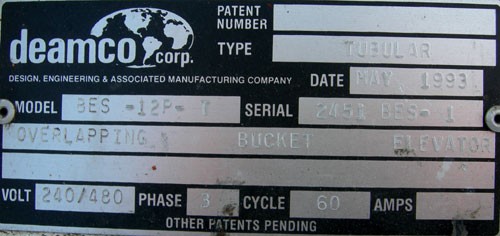 PATENT NUMBER
deamco corp.
TYPE TUBULAR
DESIGN, ENGINEERING & ASSOCIATED MANUFACTURING COMPANY
DATE MAY 1993
MODEL BES -12P- T SERIAL 2451 BES- 1
OVERLAPPING BUCKET ELEVATOR
VOLT 240/480 PHASE 3 CYCLE 60 AMPS
OTHER PATENTS PENDING